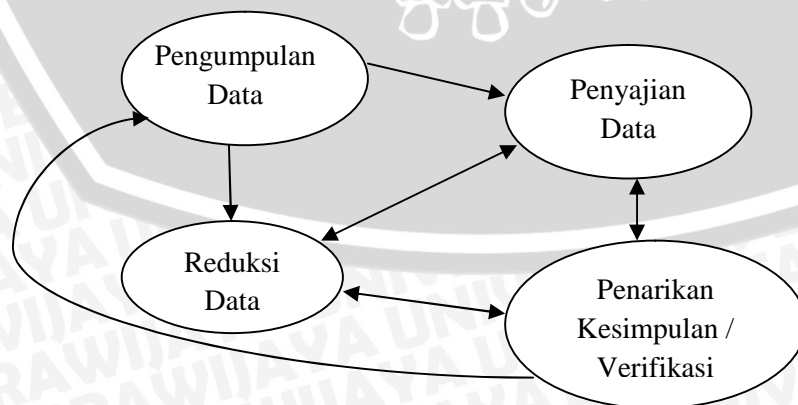 Pengumpulan
Data
Penyajian
Data
Reduksi
Data
Penarikan
Kesimpulan /
Verifikasi